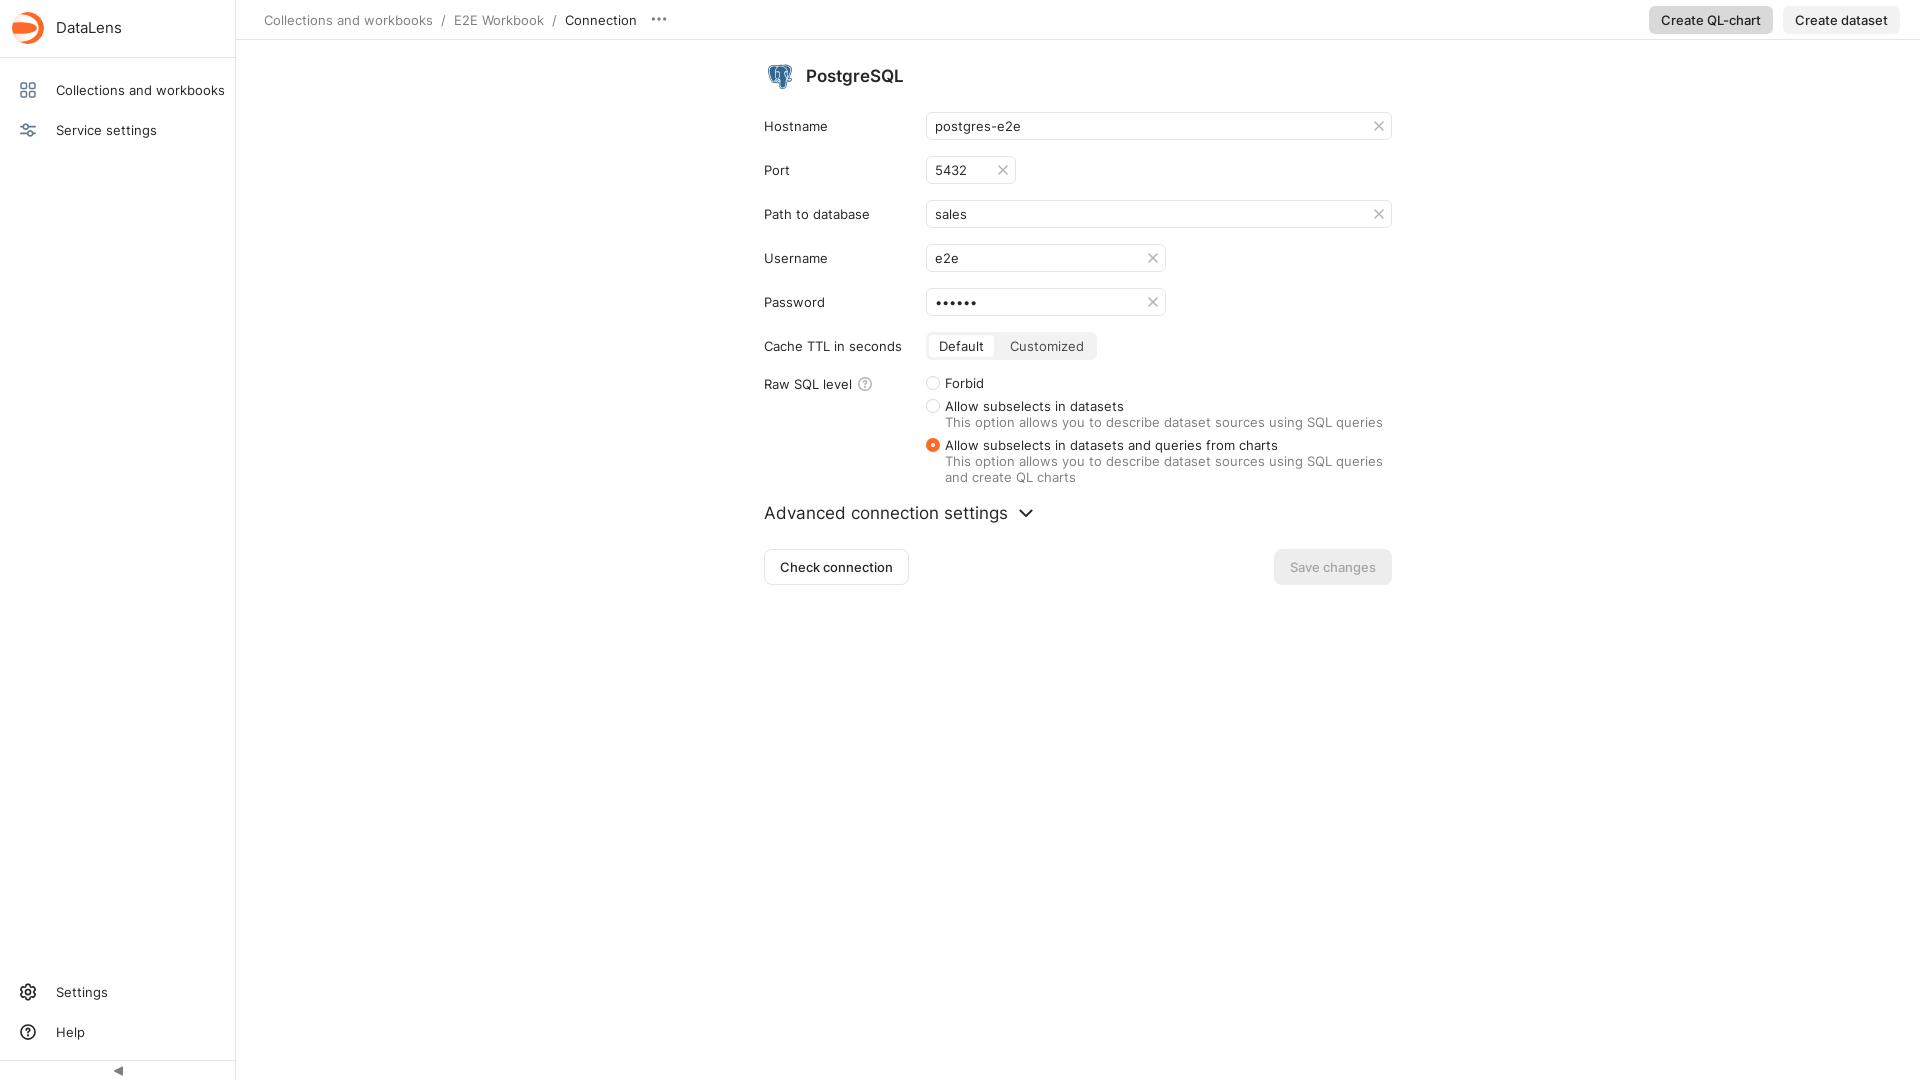 DataLens
Collections and workbooks / E2E Workbook / Connection
Create QL-chart
Create dataset
Collections and workbooks
Service settings
PostgreSQL
Hostname
postgres-e2e
Port
5432
Path to database
sales
Username
e2e
Password
••••••
Cache TTL in seconds
Default
Customized
Raw SQL level
Forbid
Allow subselects in datasets
This option allows you to describe dataset sources using SQL queries
Allow subselects in datasets and queries from charts
This option allows you to describe dataset sources using SQL queries
and create QL charts
Advanced connection settings
Check connection
Save changes
Settings
Help